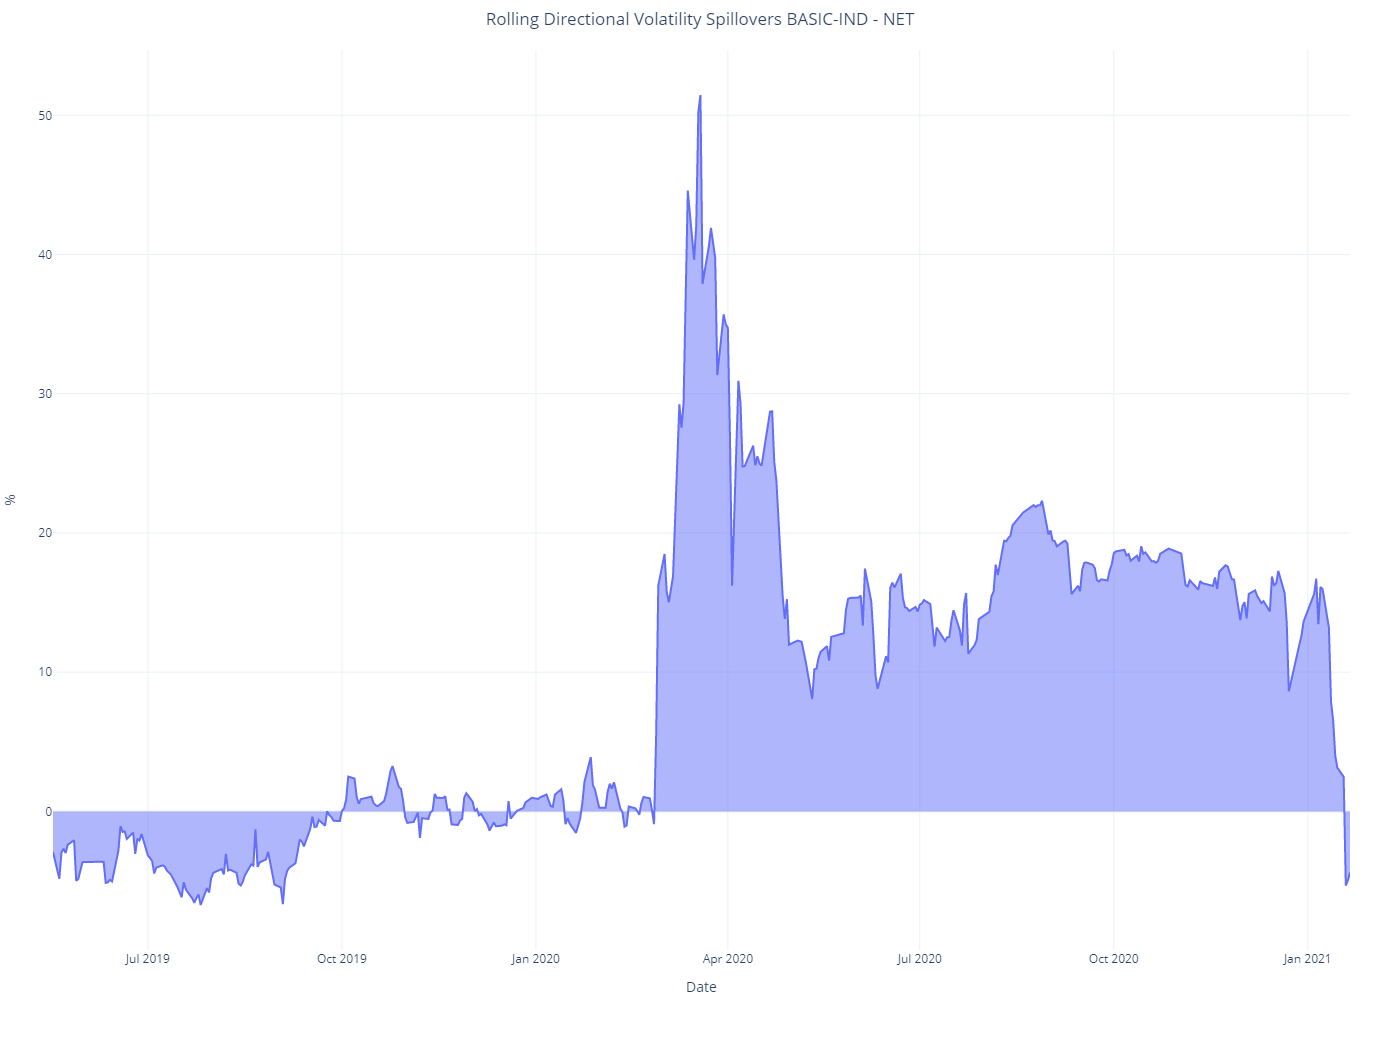 Rolling Directional Volatility Spillovers BASIC-IND - NET
50
40
30
20
10
0
%
Jul 2019
Oct 2019
Jan 2020
Apr 2020
Jul 2020
Oct 2020
Jan 2021
Date